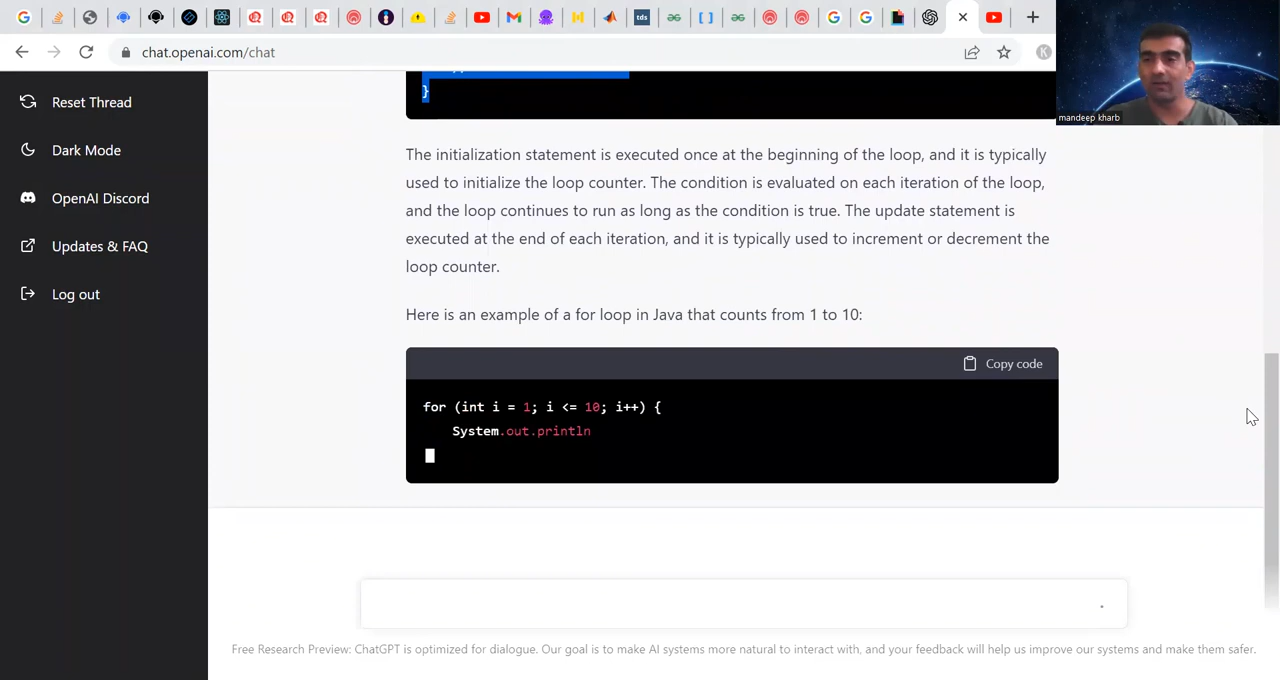 tds
chat.openai.com/chat
K
mandeep kharb
Reset Thread
Dark Mode
OpenAI Discord
Updates & FAQ
Log out
}
The initialization statement is executed once at the beginning of the loop, and it is typically
used to initialize the loop counter. The condition is evaluated on each iteration of the loop,
and the loop continues to run as long as the condition is true. The update statement is
executed at the end of each iteration, and it is typically used to increment or decrement the
loop counter.
Here is an example of a for loop in Java that counts from 1 to 10:
Copy code
for (int i = 1; i <= 10; i++) {
System.out.println
Free Research Preview: ChatGPT is optimized for dialogue. Our goal is to make AI systems more natural to interact with, and your feedback will help us improve our systems and make them safer.